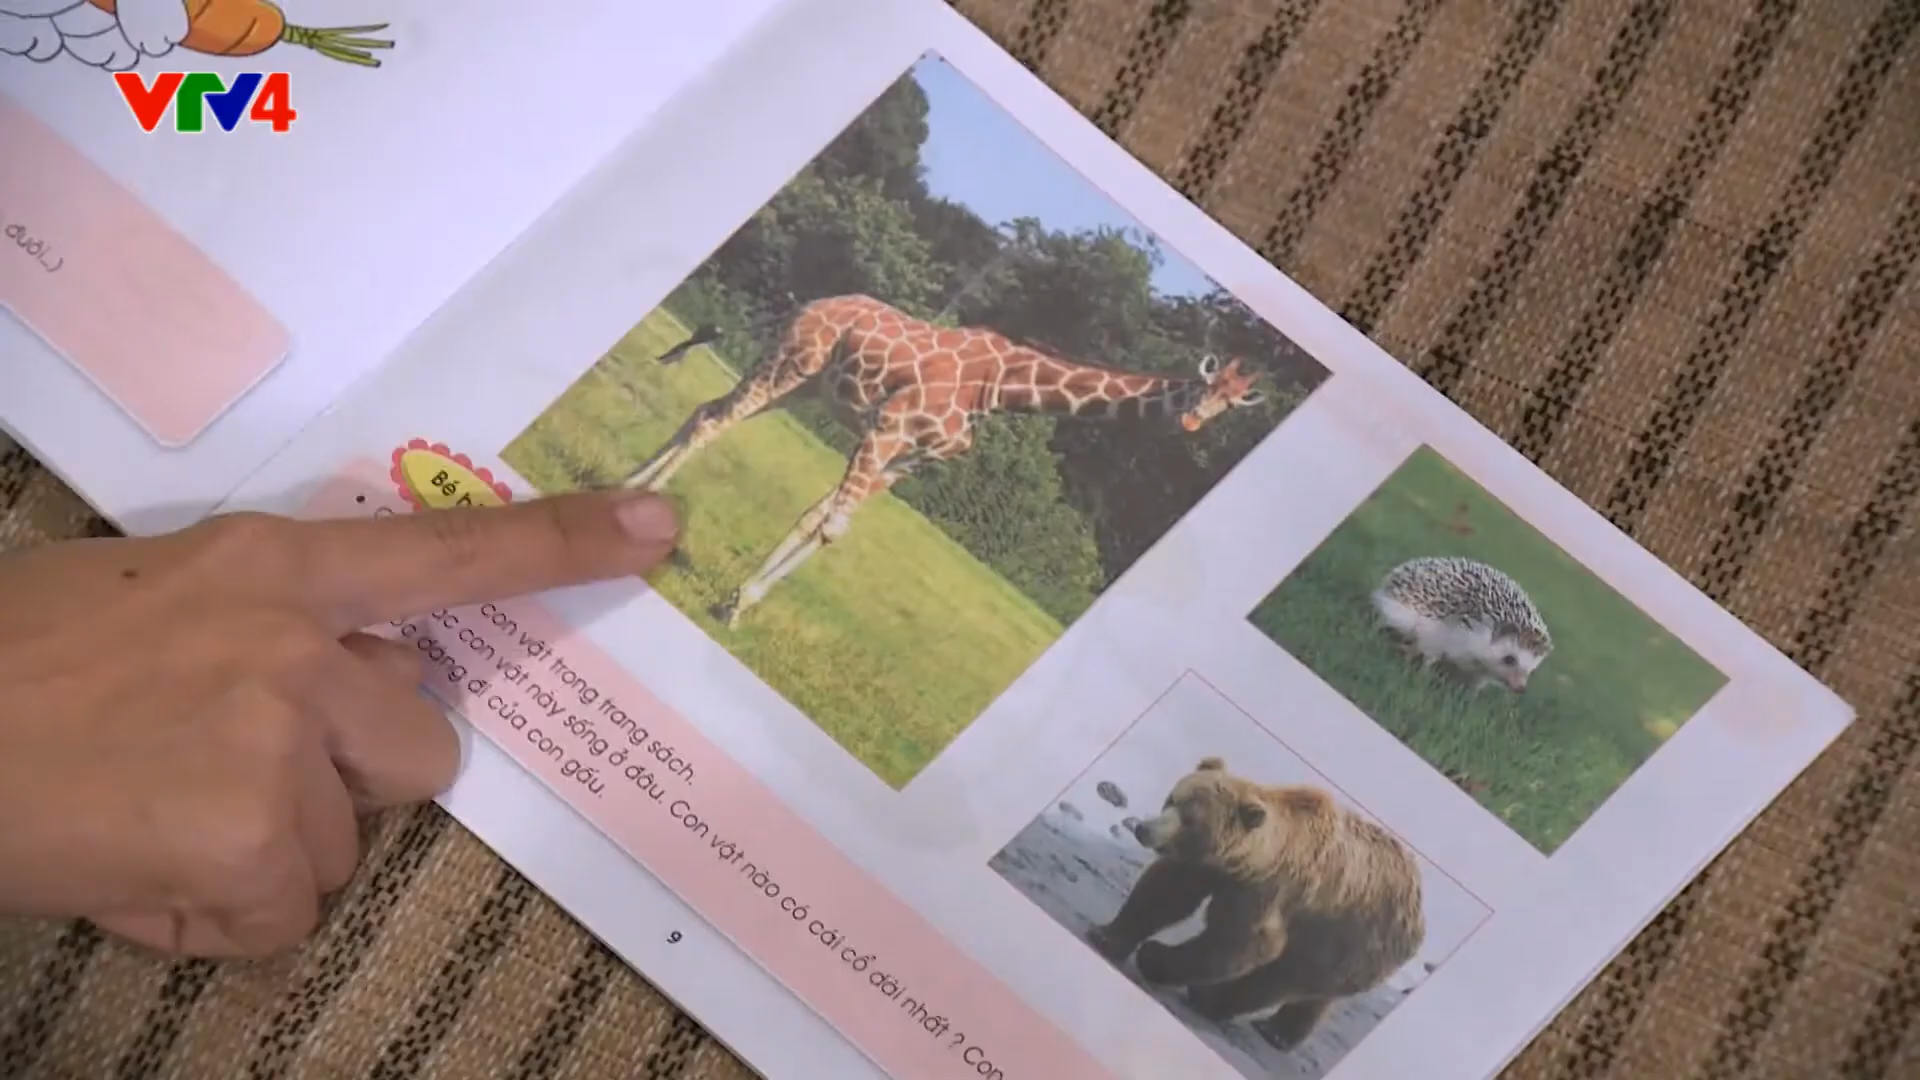 VTV4
đuôi...)
Bé
con vật trong trang sách.
con vật này sống ở đâu. Con vật nào có cái cổ dài nhất ? Con
dáng đi của con gấu.
9